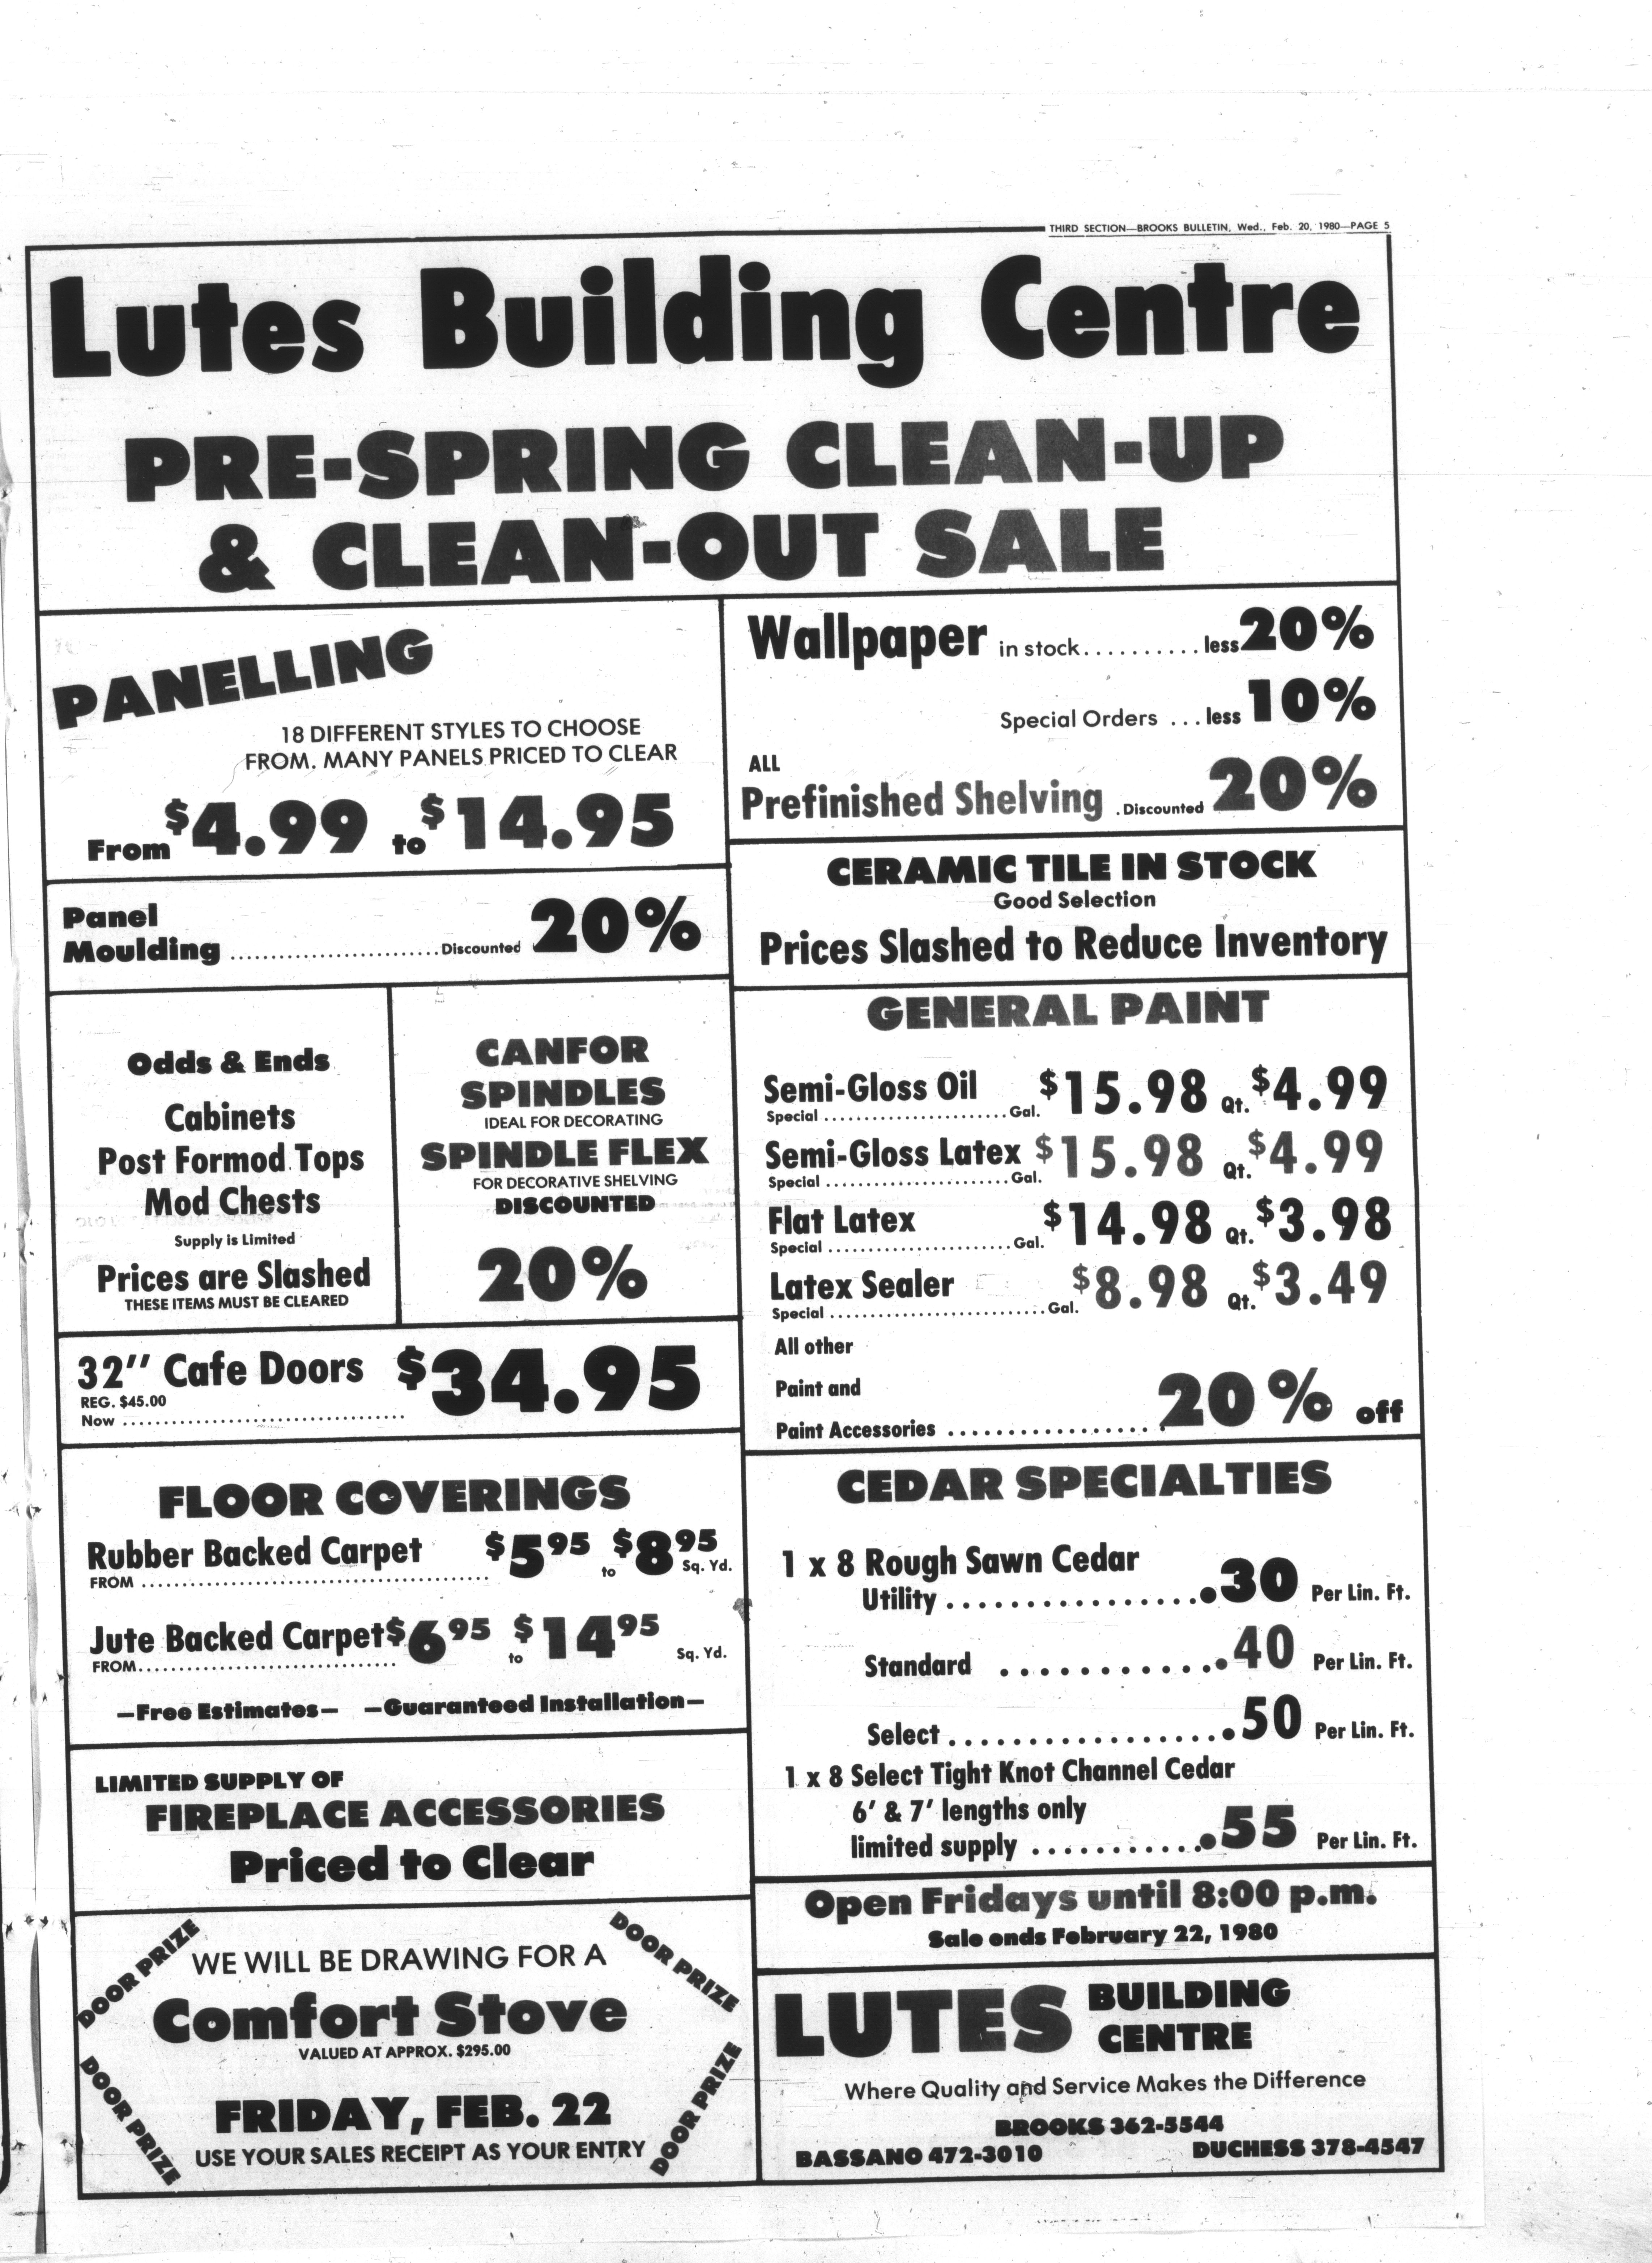 THIRD SECTION—BROOKS BULLETIN, Wed., Feb. 20, 1980—PAGE 5
Lutes Building Centre
PRE-SPRING CLEAN-UP
& CLEAN-OUT SALE
PANELLING
18 DIFFERENT STYLES TO CHOOSE
FROM. MANY PANELS PRICED TO CLEAR
From $4.99 to $14.95
Panel
Moulding .......................... Discounted 20%
Odds & Ends
Cabinets
Post Formod Tops
Mod Chests
Supply is Limited
Prices are Slashed
THESE ITEMS MUST BE CLEARED
CANFOR
SPINDLES
IDEAL FOR DECORATING
SPINDLE FLEX
FOR DECORATIVE SHELVING
DISCOUNTED
20%
32" Cafe Doors $34.95
REG. $45.00
Now ...................................
FLOOR COVERINGS
Rubber Backed Carpet $5.95 to $8.95 Sq. Yd.
FROM ...........................................
Jute Backed Carpet $6.95 to $14.95 Sq. Yd.
FROM................................
—Free Estimates— —Guaranteed Installation—
LIMITED SUPPLY OF
FIREPLACE ACCESSORIES
Priced to Clear
DOOR PRIZE
DOOR PRIZE
WE WILL BE DRAWING FOR A
Comfort Stove
VALUED AT APPROX. $295.00
FRIDAY, FEB. 22
USE YOUR SALES RECEIPT AS YOUR ENTRY
DOOR PRIZE
DOOR PRIZE
Wallpaper in stock.......... less 20%
Special Orders ... less 10%
ALL
Prefinished Shelving . Discounted 20%
CERAMIC TILE IN STOCK
Good Selection
Prices Slashed to Reduce Inventory
GENERAL PAINT
Semi-Gloss Oil $15.98 Qt. $4.99
Special ....................... Gal.
Semi-Gloss Latex $15.98 Qt. $4.99
Special ....................... Gal.
Flat Latex $14.98 Qt. $3.98
Special ....................... Gal.
Latex Sealer $8.98 Qt. $3.49
Special ........................... Gal.
All other
Paint and
Paint Accessories ................. 20% off
CEDAR SPECIALTIES
1 x 8 Rough Sawn Cedar
Utility ................ .30 Per Lin. Ft.
Standard ............ .40 Per Lin. Ft.
Select ................. .50 Per Lin. Ft.
1 x 8 Select Tight Knot Channel Cedar
6' & 7' lengths only
limited supply ........... .55 Per Lin. Ft.
Open Fridays until 8:00 p.m.
Sale ends February 22, 1980
LUTES BUILDING
CENTRE
Where Quality and Service Makes the Difference
BROOKS 362-5544
BASSANO 472-3010 DUCHESS 378-4547